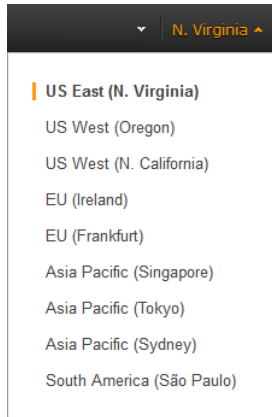 N. Virginia
US East (N. Virginia)
US West (Oregon)
US West (N. California)
EU (Ireland)
EU (Frankfurt)
Asia Pacific (Singapore)
Asia Pacific (Tokyo)
Asia Pacific (Sydney)
South America (São Paulo)